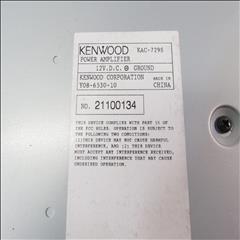 KENWOOD KAC-729S
POWER AMPLIFIER
12V.D.C. ⊖ GROUND
KENWOOD CORPORATION MADE IN
Y08-6330-10 CHINA
NO. 21100134
THIS DEVICE COMPLIES WITH PART 15 OF
THE FCC RULES. OPERATION IS SUBJECT TO
THE FOLLOWING TWO CONDITIONS:
(1)THIS DEVICE MAY NOT CAUSE HARMFUL
INTERFERENCE, AND (2) THIS DEVICE
MUST ACCEPT ANY INTERFERENCE RECEIVED,
INCLUDING INTERFERENCE THAT MAY CAUSE
UNDESIRED OPERATION.